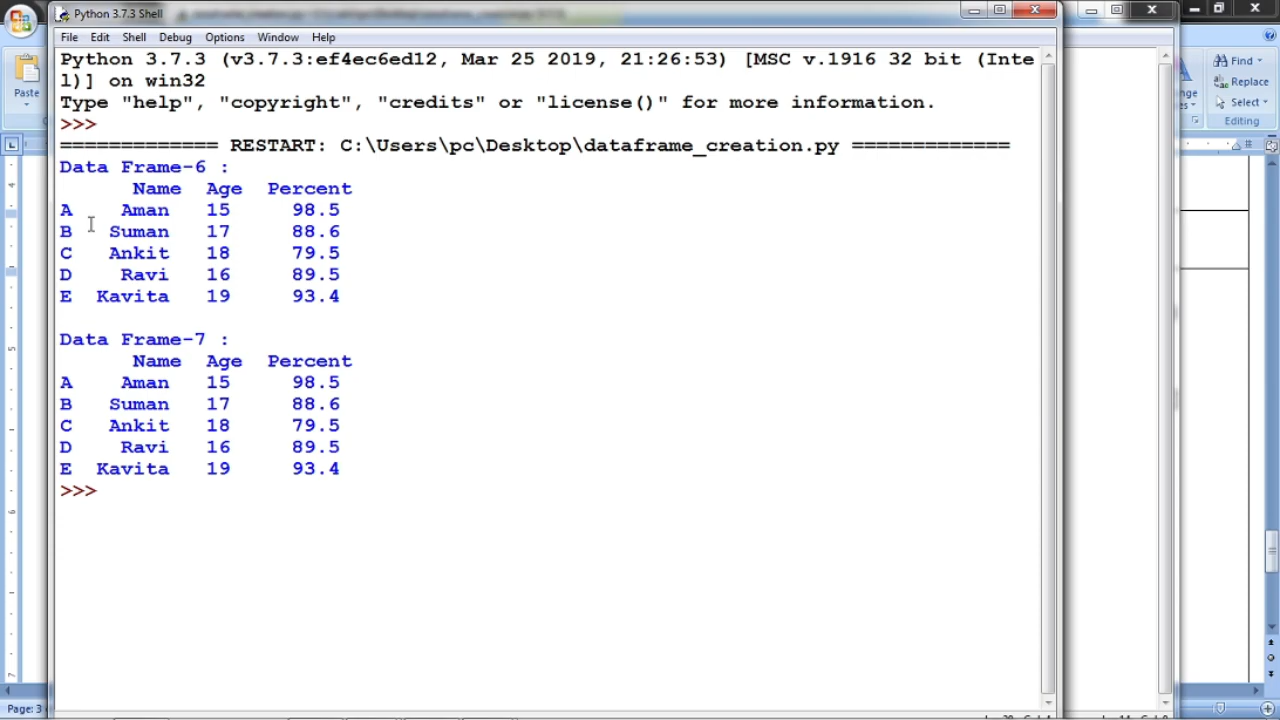 Python 3.7.3 Shell
File Edit Shell Debug Options Window Help
Python 3.7.3 (v3.7.3:ef4ec6ed12, Mar 25 2019, 21:26:53) [MSC v.1916 32 bit (Inte
l)] on win32
Type "help", "copyright", "credits" or "license()" for more information.
>>>
============= RESTART: C:\Users\pc\Desktop\dataframe_creation.py =============
Data Frame-6 :
Name Age Percent
A Aman 15 98.5
B Suman 17 88.6
C Ankit 18 79.5
D Ravi 16 89.5
E Kavita 19 93.4
Data Frame-7 :
Name Age Percent
A Aman 15 98.5
B Suman 17 88.6
C Ankit 18 79.5
D Ravi 16 89.5
E Kavita 19 93.4
>>>
Paste
Find
Replace
Select
Editing
Page: 3